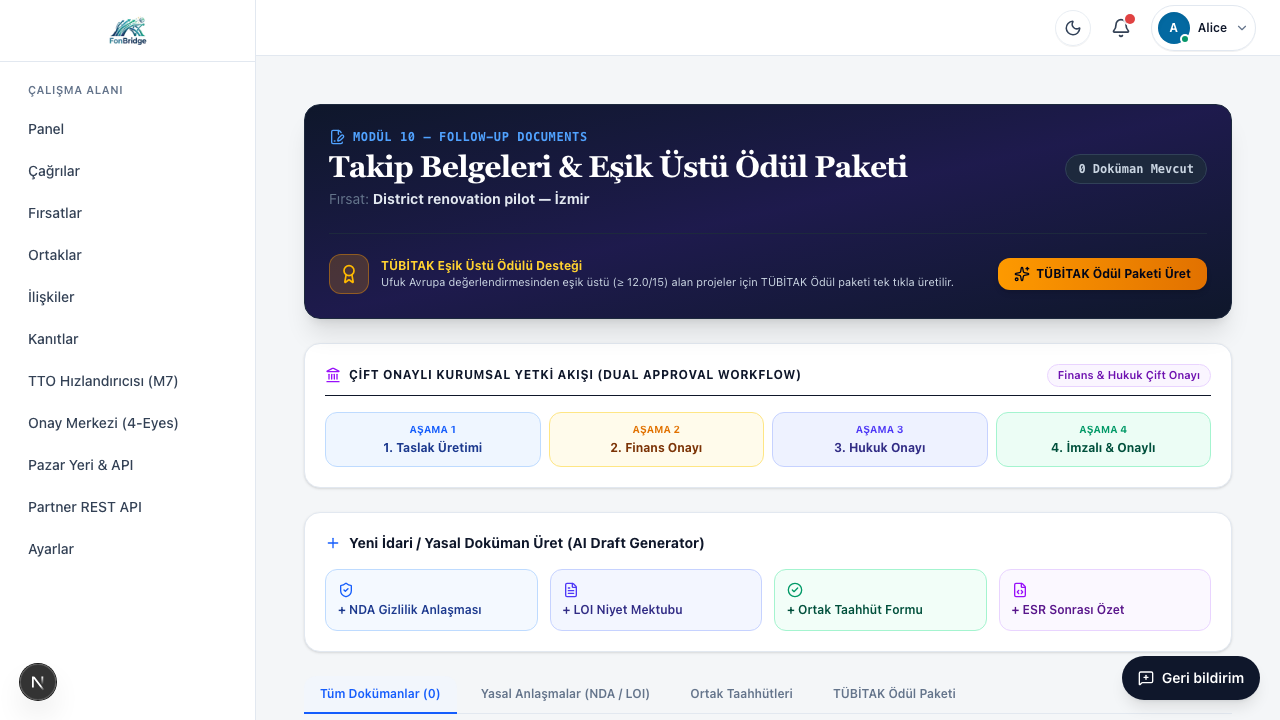 FonBridge
A
Alice
ÇALIŞMA ALANI
Panel
Çağrılar
Fırsatlar
Ortaklar
İlişkiler
Kanıtlar
TTO Hızlandırıcısı (M7)
Onay Merkezi (4-Eyes)
Pazar Yeri & API
Partner REST API
Ayarlar
N
MODÜL 10 — FOLLOW-UP DOCUMENTS
Takip Belgeleri & Eşik Üstü Ödül Paketi
0 Doküman Mevcut
Fırsat: District renovation pilot — İzmir
TÜBİTAK Eşik Üstü Ödülü Desteği
Ufuk Avrupa değerlendirmesinden eşik üstü (≥ 12.0/15) alan projeler için TÜBİTAK Ödül paketi tek tıkla üretilir.
TÜBİTAK Ödül Paketi Üret
ÇİFT ONAYLI KURUMSAL YETKİ AKIŞI (DUAL APPROVAL WORKFLOW)
Finans & Hukuk Çift Onayı
AŞAMA 1
1. Taslak Üretimi
AŞAMA 2
2. Finans Onayı
AŞAMA 3
3. Hukuk Onayı
AŞAMA 4
4. İmzalı & Onaylı
Yeni İdari / Yasal Doküman Üret (AI Draft Generator)
+ NDA Gizlilik Anlaşması
+ LOI Niyet Mektubu
+ Ortak Taahhüt Formu
+ ESR Sonrası Özet
Tüm Dokümanlar (0)
Yasal Anlaşmalar (NDA / LOI)
Ortak Taahhütleri
TÜBİTAK Ödül Paketi
Geri bildirim